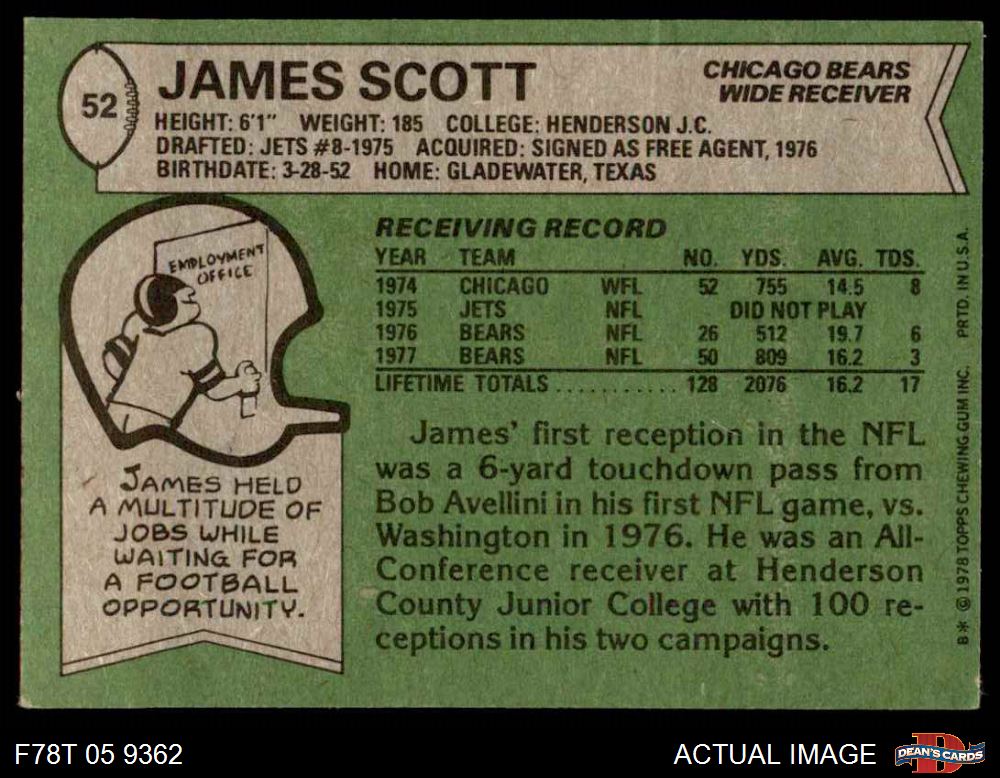 52
JAMES SCOTT
CHICAGO BEARS
WIDE RECEIVER
HEIGHT: 6'1" WEIGHT: 185 COLLEGE: HENDERSON J.C.
DRAFTED: JETS #8-1975 ACQUIRED: SIGNED AS FREE AGENT, 1976
BIRTHDATE: 3-28-52 HOME: GLADEWATER, TEXAS
EMPLOYMENT
OFFICE
JAMES HELD
A MULTITUDE OF
JOBS WHILE
WAITING FOR
A FOOTBALL
OPPORTUNITY.
RECEIVING RECORD
YEAR TEAM NO. YDS. AVG. TDS.
1974 CHICAGO WFL 52 755 14.5 8
1975 JETS NFL DID NOT PLAY
1976 BEARS NFL 26 512 19.7 6
1977 BEARS NFL 50 809 16.2 3
LIFETIME TOTALS . . . . . . . . . . . 128 2076 16.2 17
James' first reception in the NFL
was a 6-yard touchdown pass from
Bob Avellini in his first NFL game, vs.
Washington in 1976. He was an All-
Conference receiver at Henderson
County Junior College with 100 re-
ceptions in his two campaigns.
B* © 1978 TOPPS CHEWING GUM INC. PRTD. IN U.S.A.
F78T 05 9362
ACTUAL IMAGE
DEAN'S CARDS